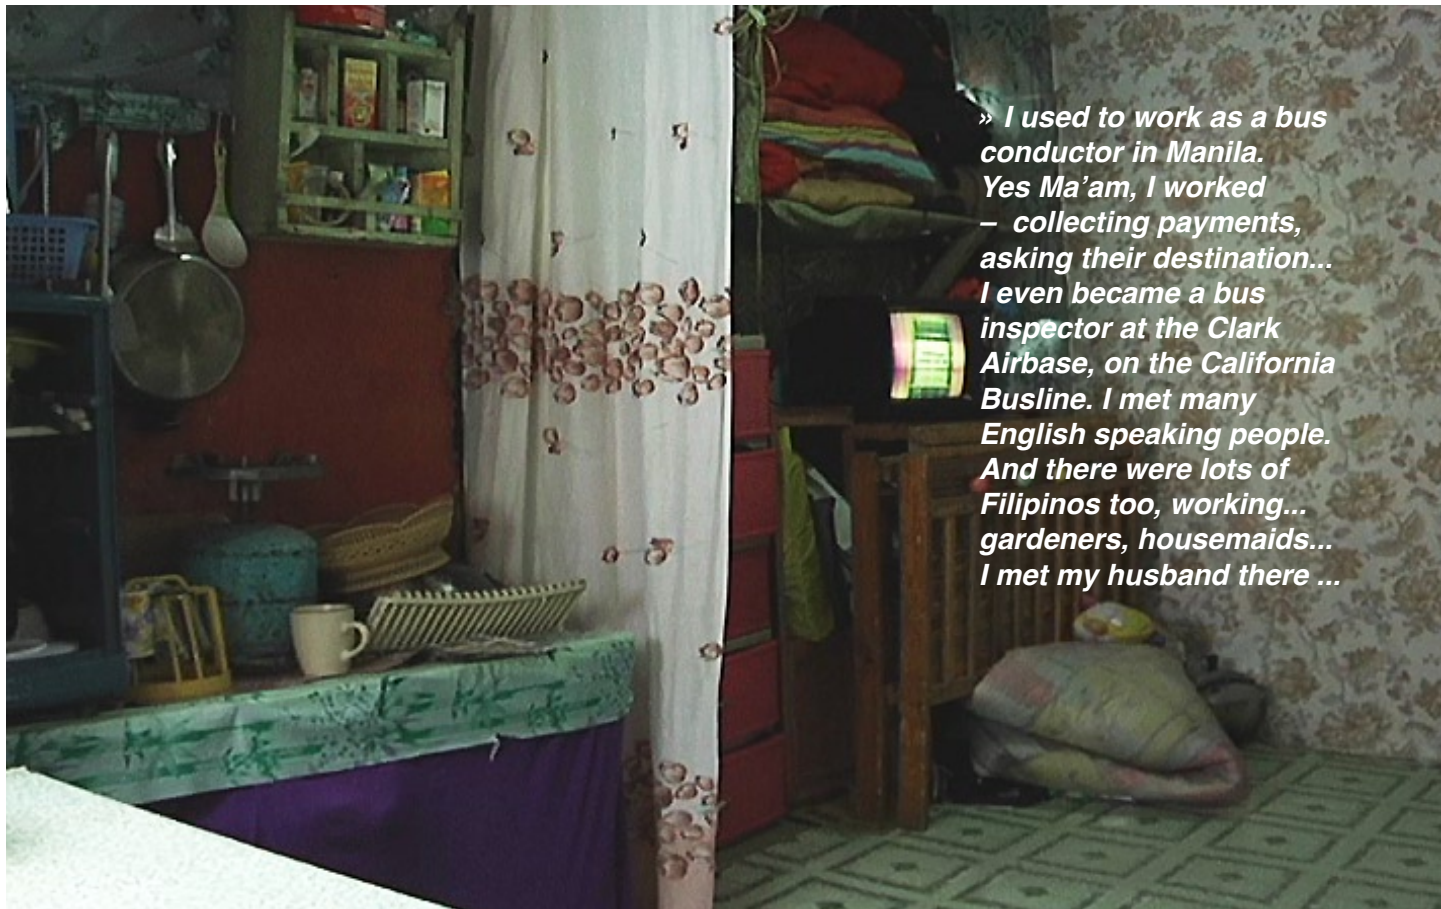 » I used to work as a bus
conductor in Manila.
Yes Ma’am, I worked
–  collecting payments,
asking their destination...
I even became a bus
inspector at the Clark
Airbase, on the California
Busline. I met many
English speaking people.
And there were lots of
Filipinos too, working...
gardeners, housemaids...
I met my husband there ...